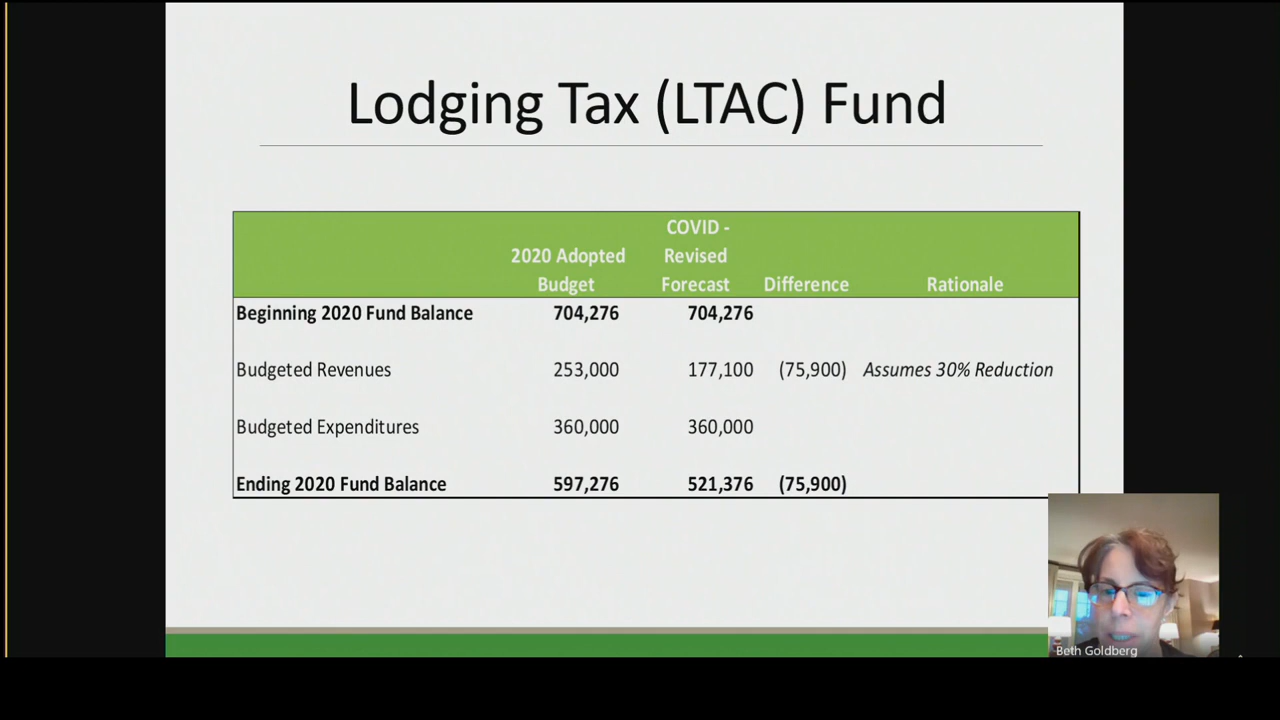 Lodging Tax (LTAC) Fund
2020 Adopted Budget COVID - Revised Forecast Difference Rationale
Beginning 2020 Fund Balance 704,276 704,276
Budgeted Revenues 253,000 177,100 (75,900) Assumes 30% Reduction
Budgeted Expenditures 360,000 360,000
Ending 2020 Fund Balance 597,276 521,376 (75,900)
Beth Goldberg